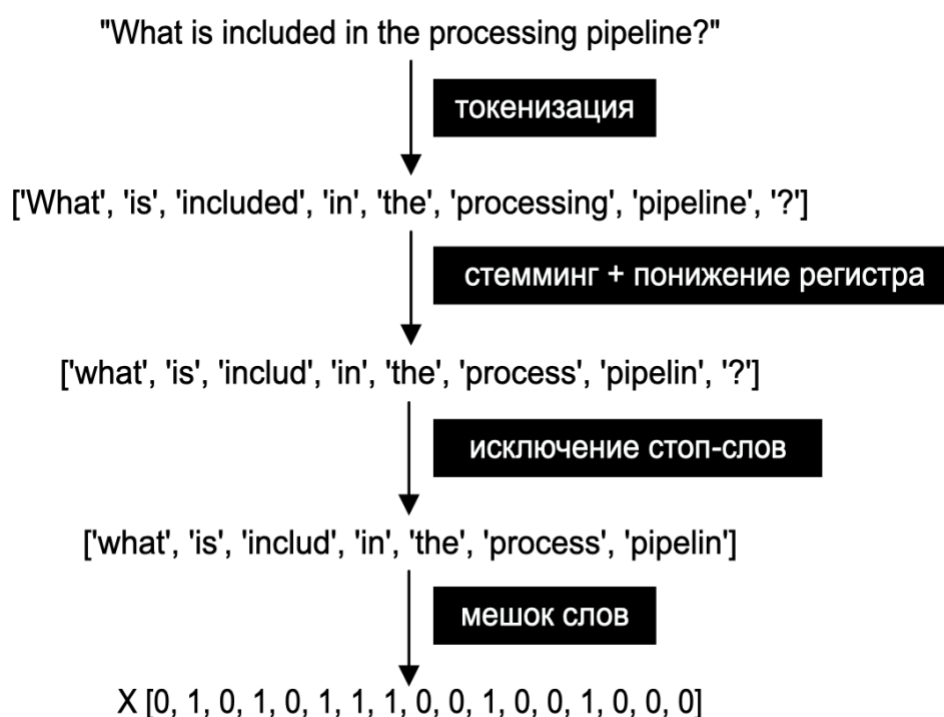 "What is included in the processing pipeline?"
токенизация
['What', 'is', 'included', 'in', 'the', 'processing', 'pipeline', '?']
стемминг + понижение регистра
['what', 'is', 'includ', 'in', 'the', 'process', 'pipelin', '?']
исключение стоп-слов
['what', 'is', 'includ', 'in', 'the', 'process', 'pipelin']
мешок слов
X [0, 1, 0, 1, 0, 1, 1, 1, 0, 0, 1, 0, 0, 1, 0, 0, 0]